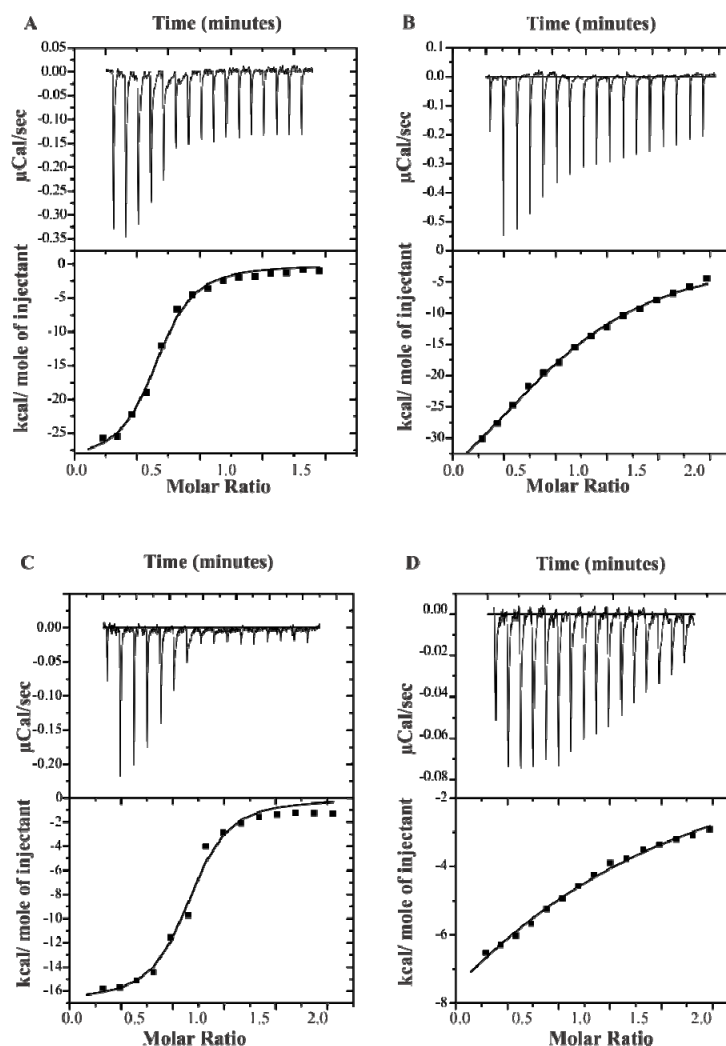 A Time (minutes)
0.05
0.00
-0.05
-0.10
-0.15
-0.20
-0.25
-0.30
-0.35
µCal/sec
0
-5
-10
-15
-20
-25
kcal/ mole of injectant
0.0 0.5 1.0 1.5
Molar Ratio
B Time (minutes)
0.1
0.0
-0.1
-0.2
-0.3
-0.4
-0.5
µCal/sec
0
-5
-10
-15
-20
-25
-30
kcal/ mole of injectant
0.0 0.5 1.0 1.5 2.0
Molar Ratio
C Time (minutes)
0.00
-0.05
-0.10
-0.15
-0.20
µCal/sec
0
-2
-4
-6
-8
-10
-12
-14
-16
kcal/ mole of injectant
0.0 0.5 1.0 1.5 2.0
Molar Ratio
D Time (minutes)
0.00
-0.02
-0.04
-0.06
-0.08
µCal/sec
-2
-4
-6
-8
kcal/ mole of injectant
0.0 0.5 1.0 1.5 2.0
Molar Ratio